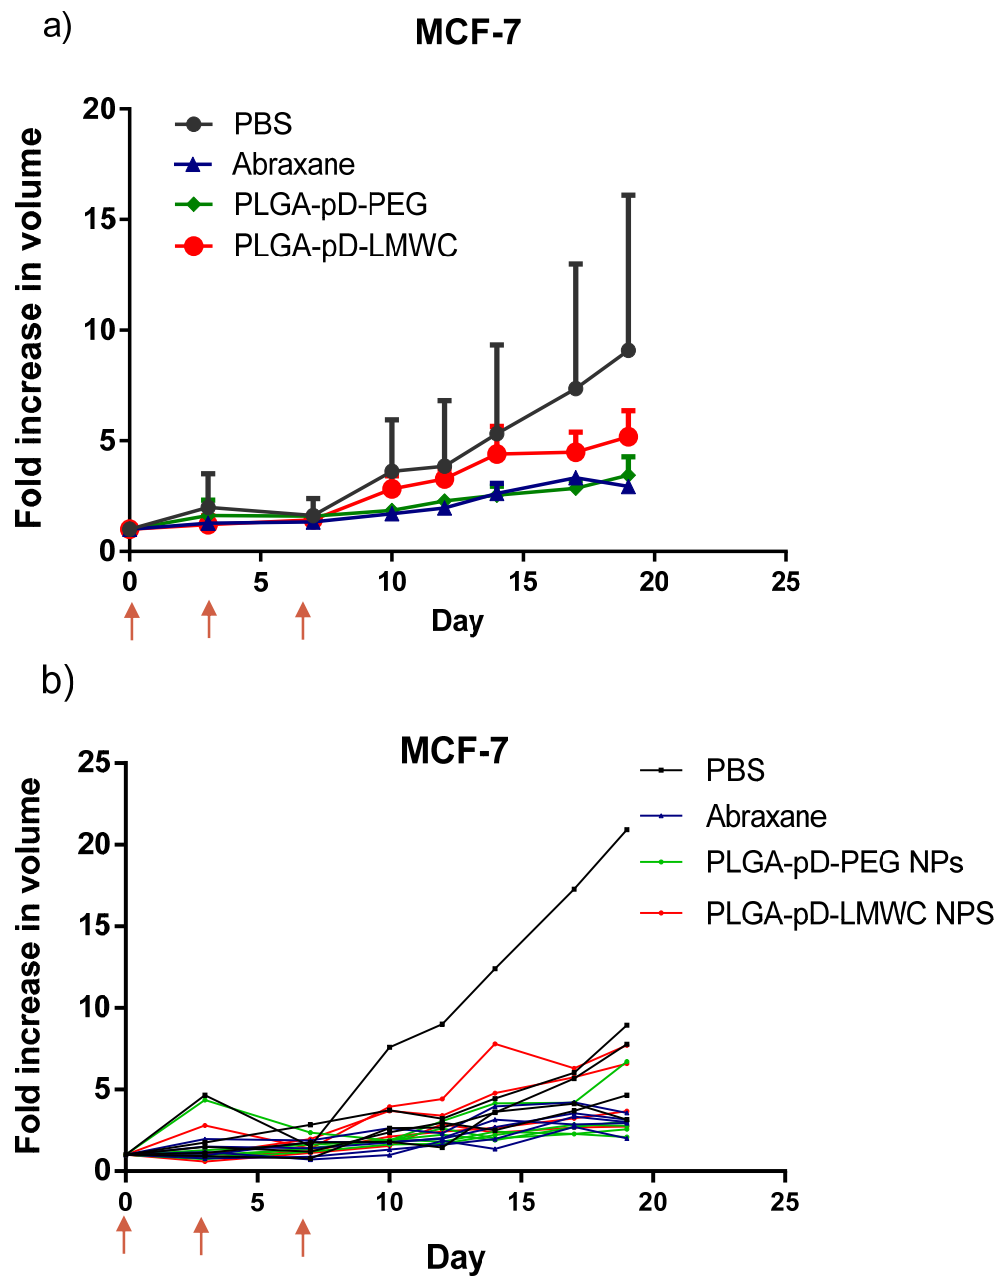 a)
MCF-7
Fold increase in volume
20
15
10
5
0
PBS
Abraxane
PLGA-pD-PEG
PLGA-pD-LMWC
0 5 10 15 20 25
Day
b)
MCF-7
Fold increase in volume
25
20
15
10
5
0
PBS
Abraxane
PLGA-pD-PEG NPs
PLGA-pD-LMWC NPS
0 5 10 15 20 25
Day